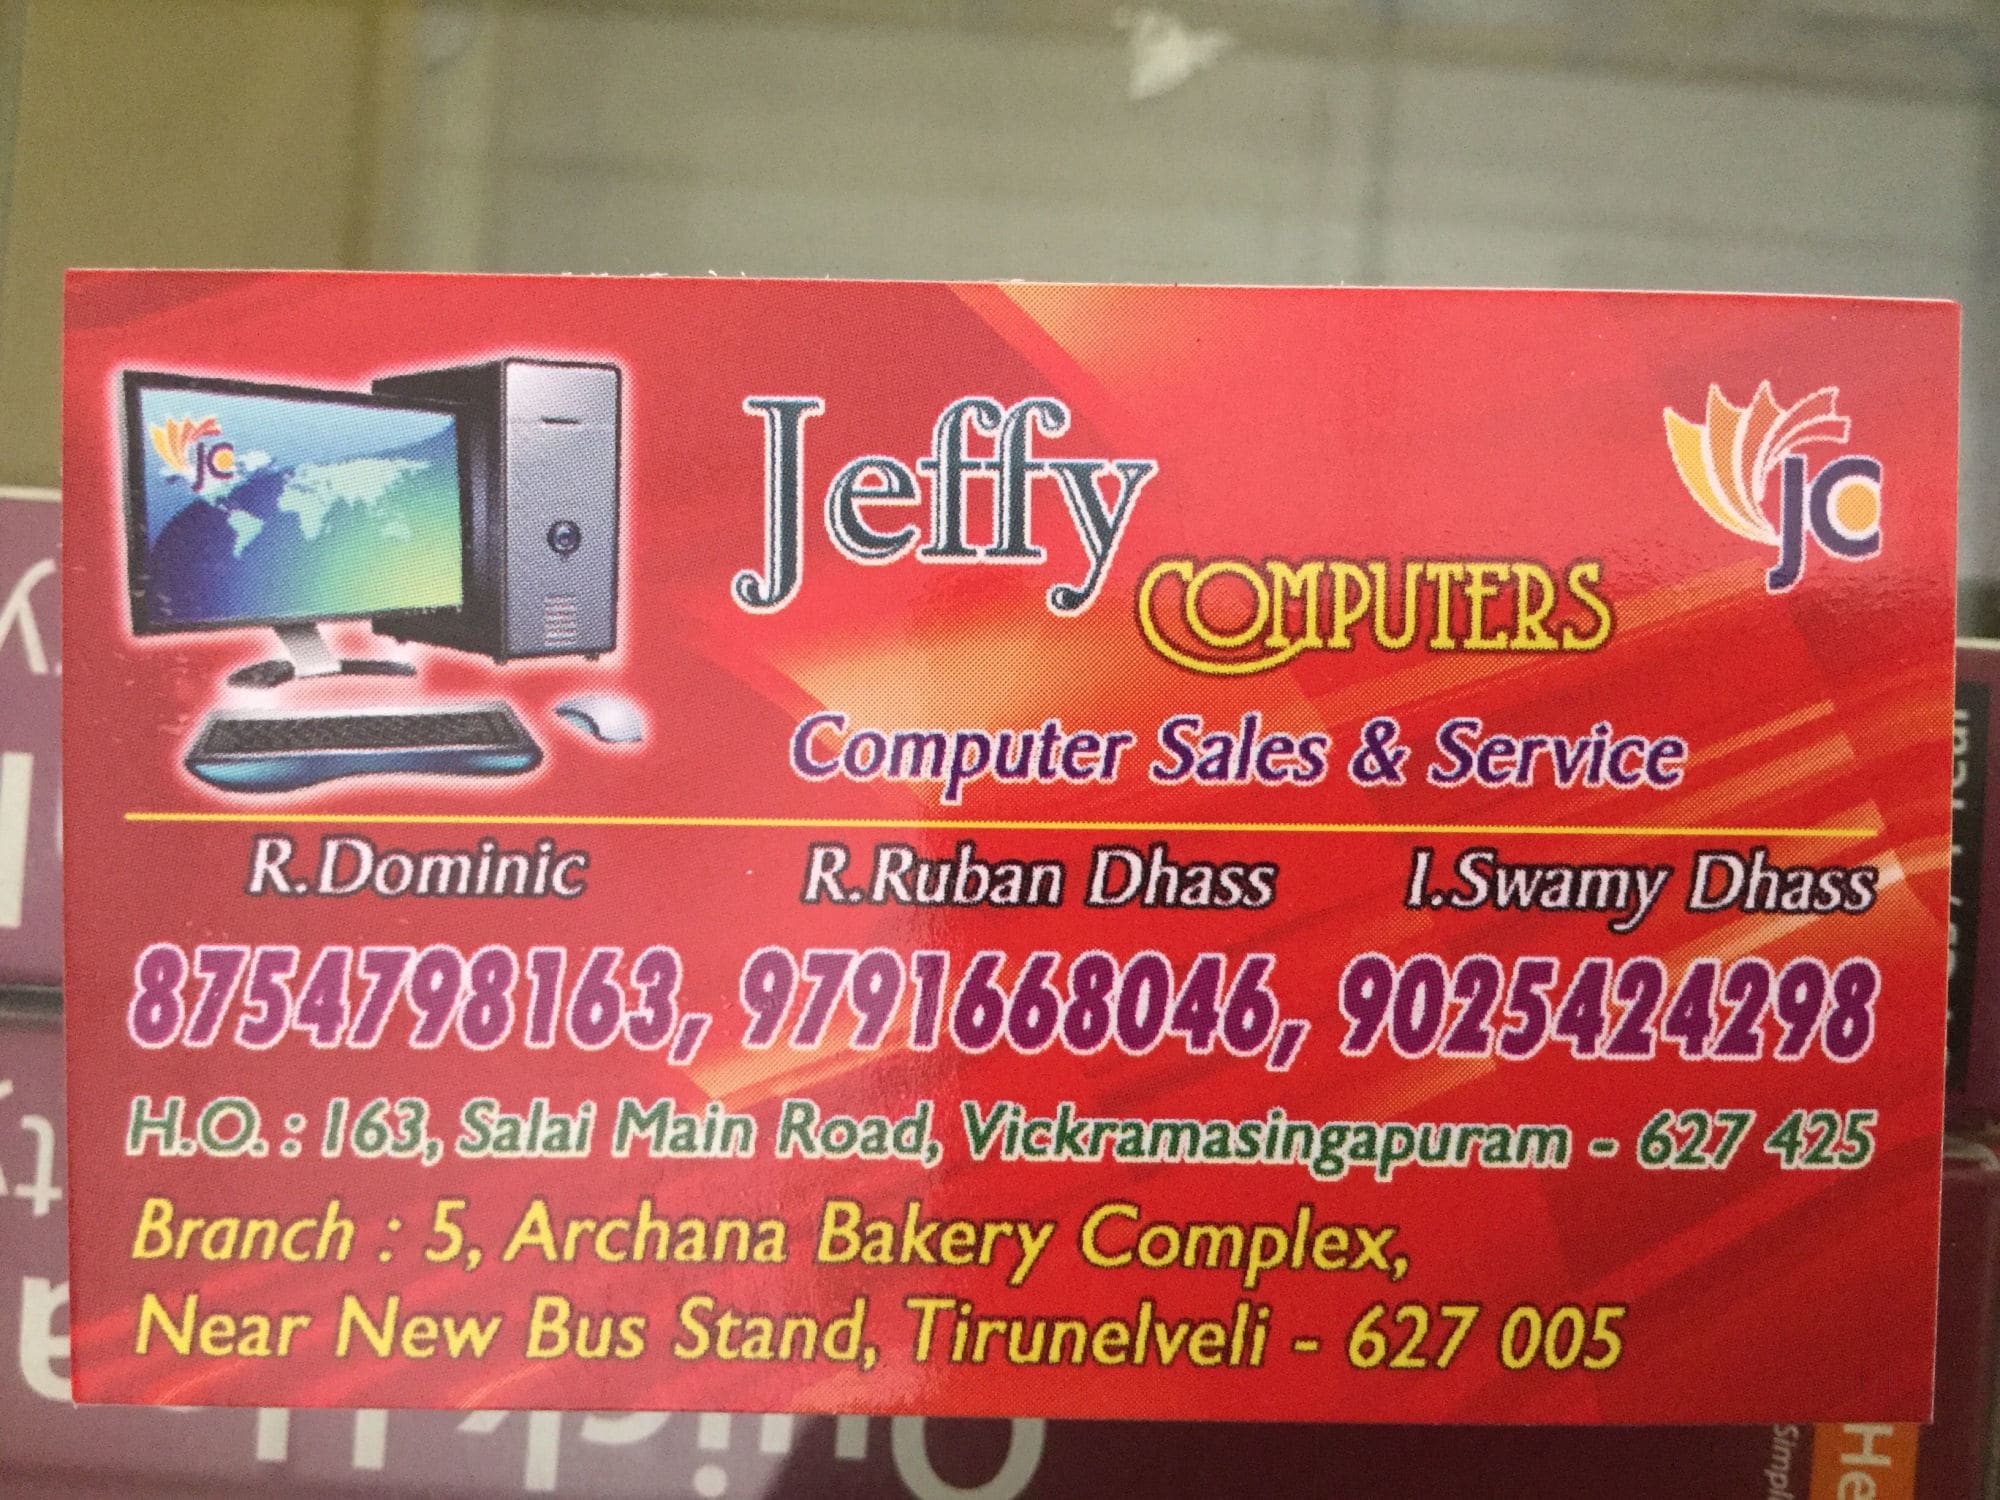 Jeffy
COMPUTERS
JC
JC
Computer Sales & Service
R.Dominic R.Ruban Dhass I.Swamy Dhass
8754798163, 9791668046, 9025424298
H.O. : 163, Salai Main Road, Vickramasingapuram - 627 425
Branch : 5, Archana Bakery Complex,
Near New Bus Stand, Tirunelveli - 627 005